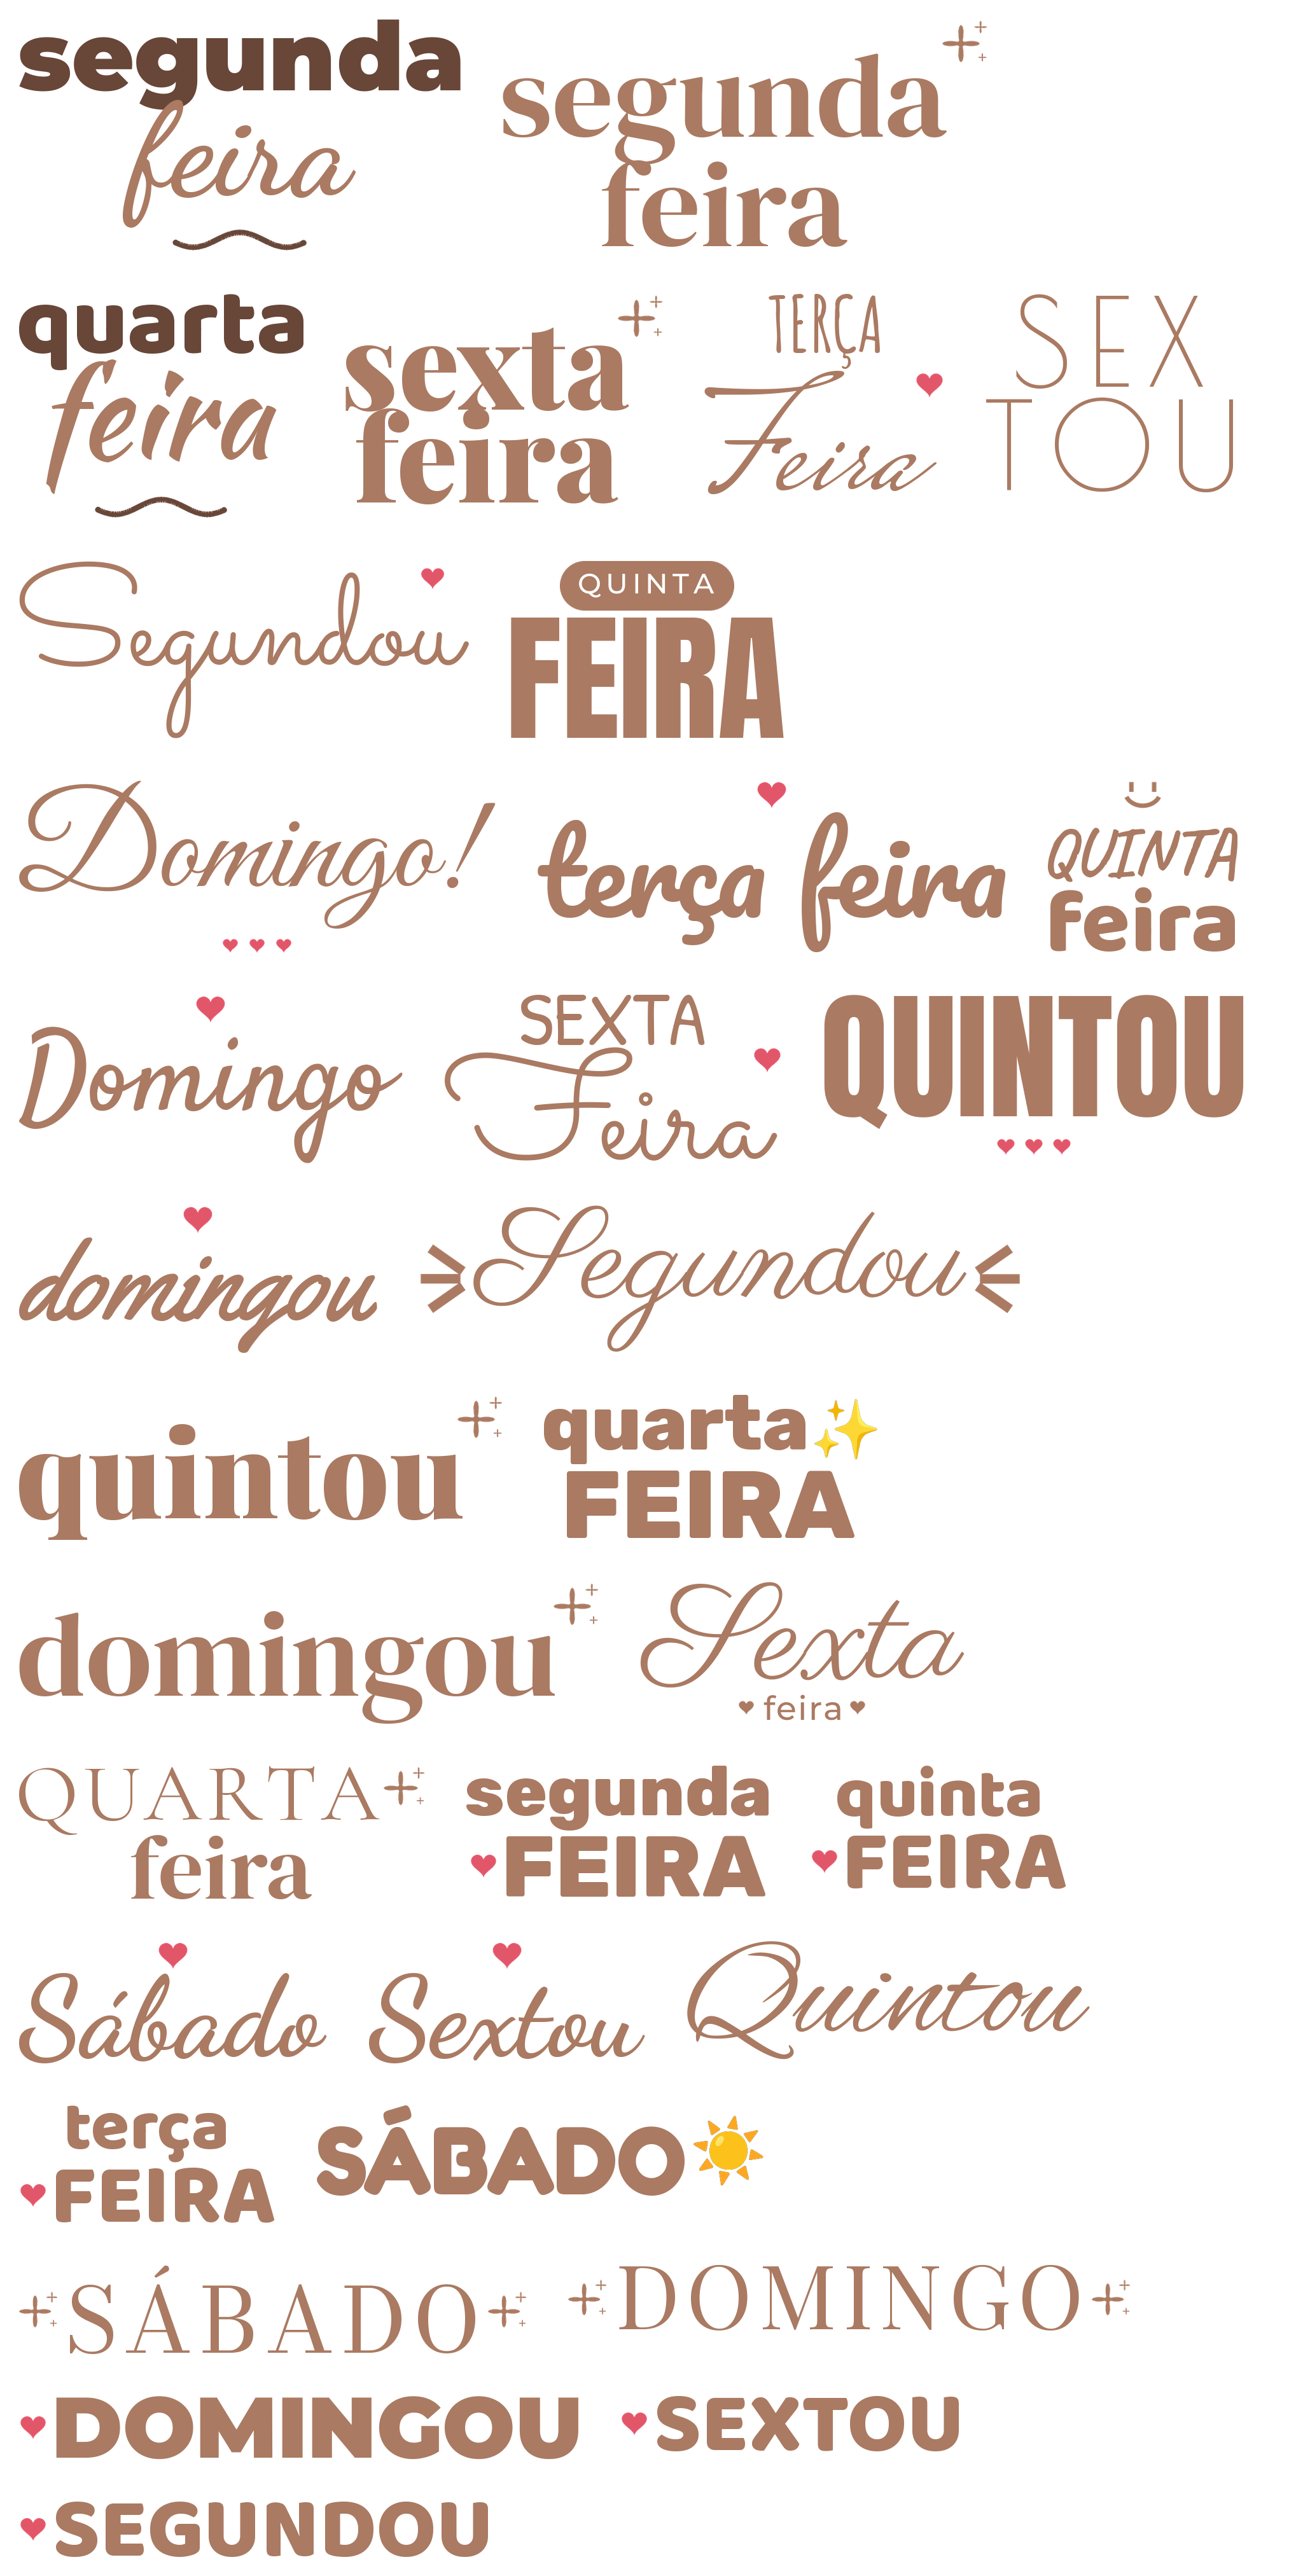 segunda
feira
segunda
feira
quarta
feira
sexta
feira
TERÇA
Feira
SEX
TOU
Segundou
QUINTA
FEIRA
Domingo!
terça feira
QUINTA
feira
Domingo
SEXTA
Feira
QUINTOU
domingou
Segundou
quintou
quarta
FEIRA
domingou
Sexta
feira
QUARTA
feira
segunda
FEIRA
quinta
FEIRA
Sábado
Sextou
Quintou
terça
FEIRA
SÁBADO
SÁBADO
DOMINGO
DOMINGOU
SEXTOU
SEGUNDOU